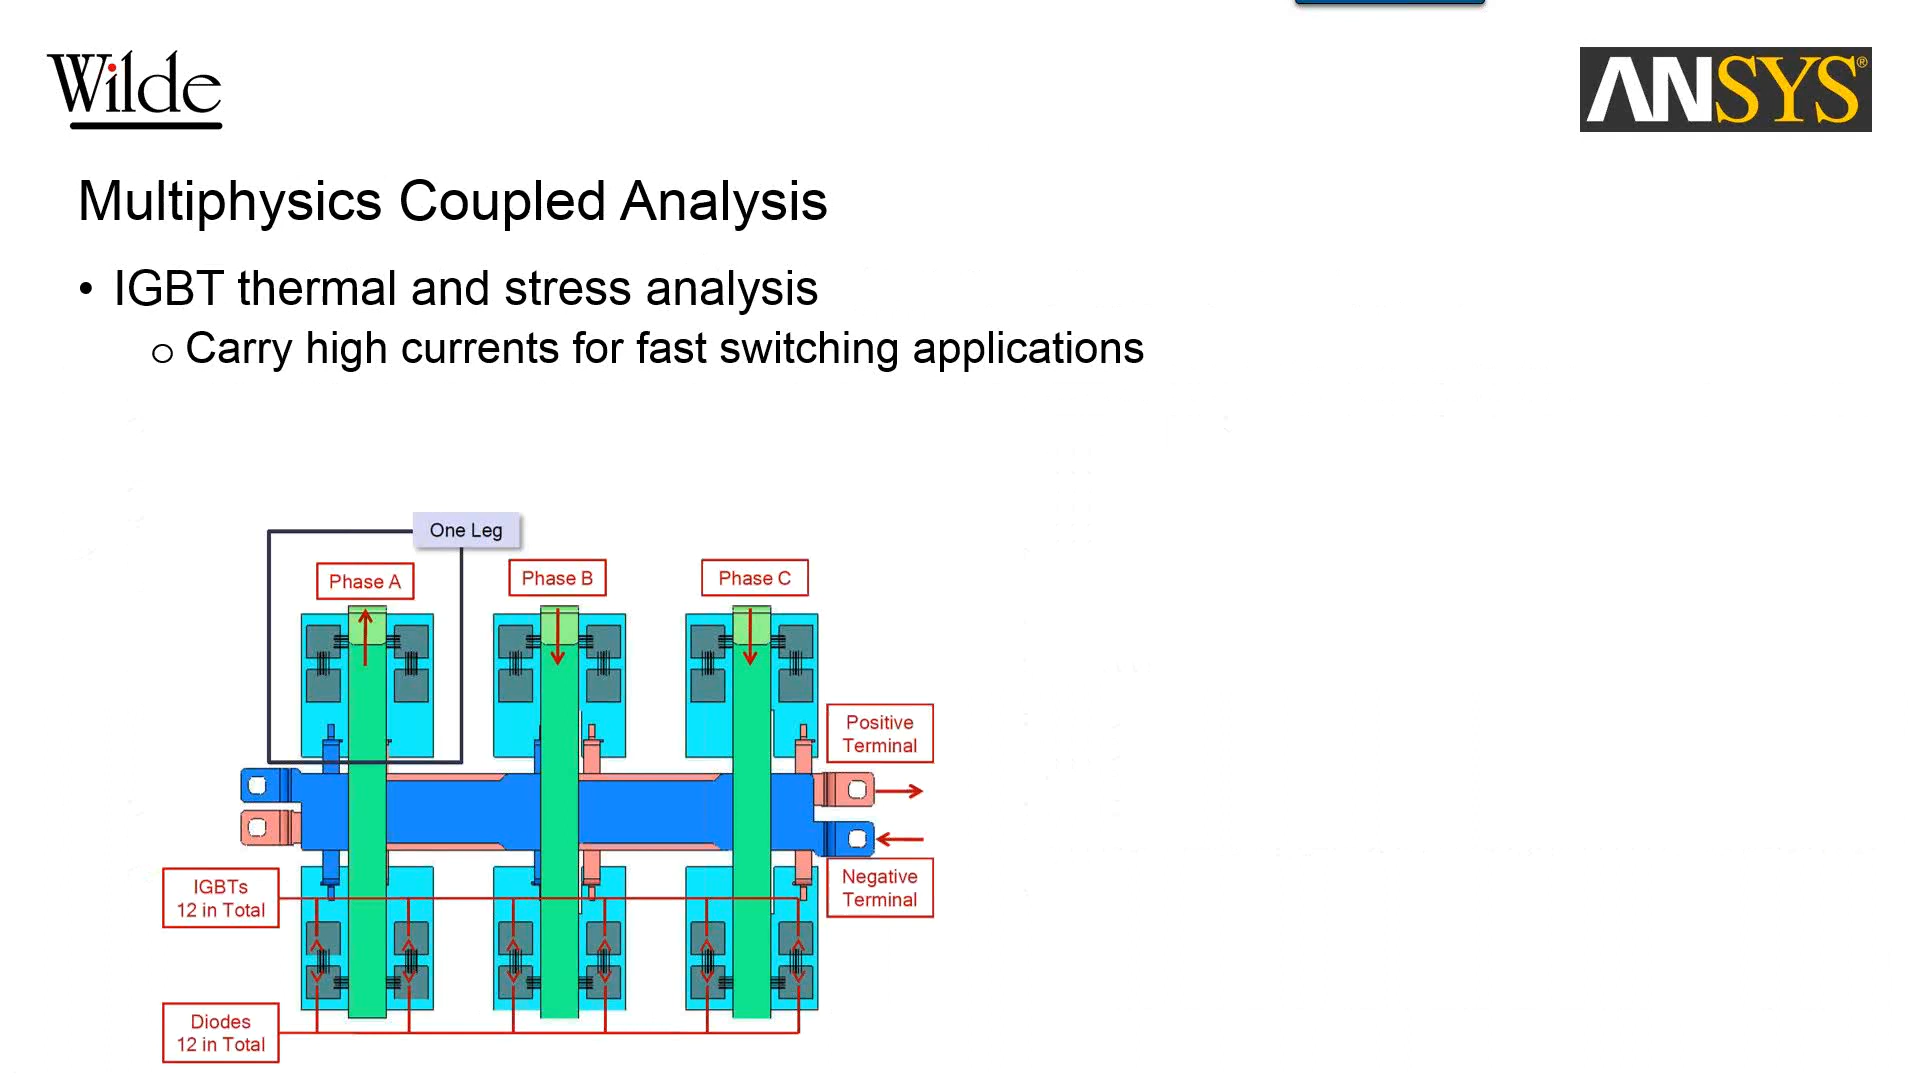 Wilde
ANSYS®
Multiphysics Coupled Analysis
• IGBT thermal and stress analysis
o Carry high currents for fast switching applications
One Leg
Phase A
Phase B
Phase C
Positive
Terminal
IGBTs
12 in Total
Negative
Terminal
Diodes
12 in Total